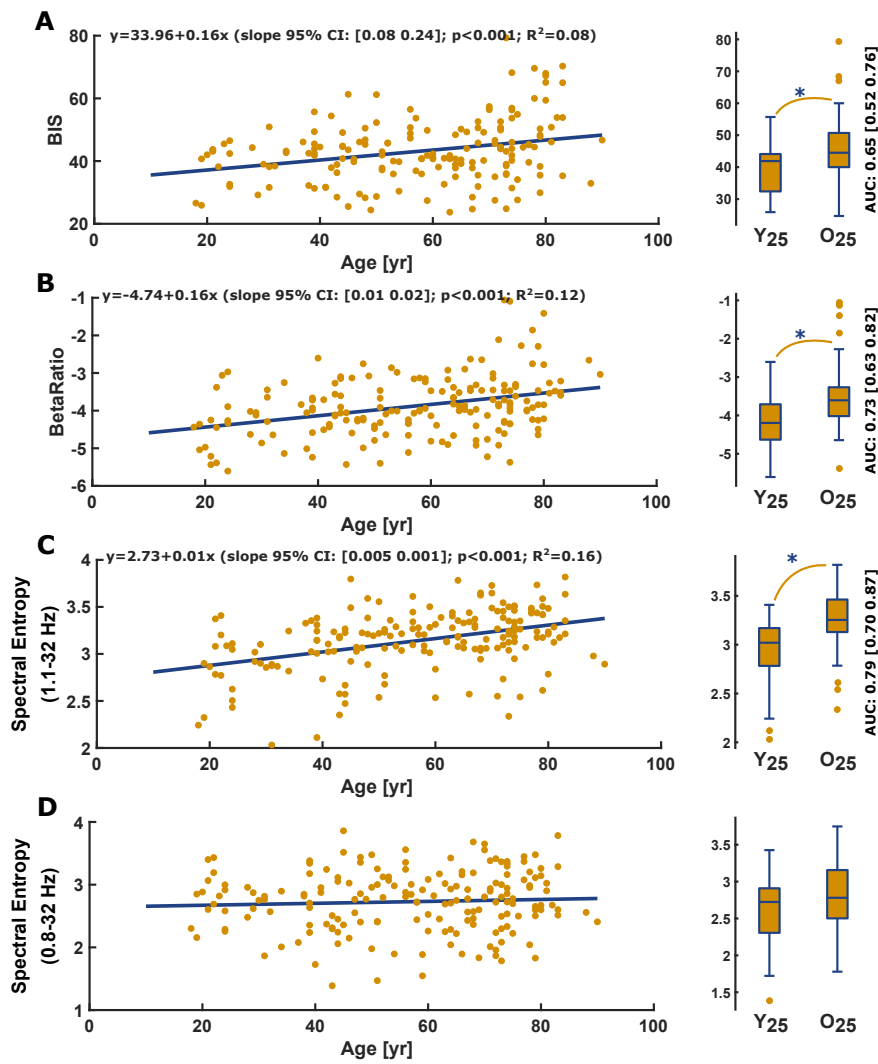 A
y=33.96+0.16x (slope 95% CI: [0.08 0.24]; p<0.001; R²=0.08)
BIS
80
60
40
20
0 20 40 60 80 100
Age [yr]
80
70
60
50
40
30
*
Y25 O25
AUC: 0.65 [0.52 0.76]
B
y=-4.74+0.16x (slope 95% CI: [0.01 0.02]; p<0.001; R²=0.12)
BetaRatio
-1
-2
-3
-4
-5
-6
0 20 40 60 80 100
Age [yr]
-1
-2
-3
-4
-5
*
Y25 O25
AUC: 0.73 [0.63 0.82]
C
y=2.73+0.01x (slope 95% CI: [0.005 0.001]; p<0.001; R²=0.16)
Spectral Entropy
(1.1-32 Hz)
4
3.5
3
2.5
2
0 20 40 60 80 100
Age [yr]
3.5
3
2.5
2
*
Y25 O25
AUC: 0.79 [0.70 0.87]
D
Spectral Entropy
(0.8-32 Hz)
4
3
2
1
0 20 40 60 80 100
Age [yr]
3.5
3
2.5
2
1.5
Y25 O25